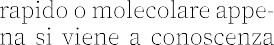 rapido o molecolare appe-
na si viene a conoscenza